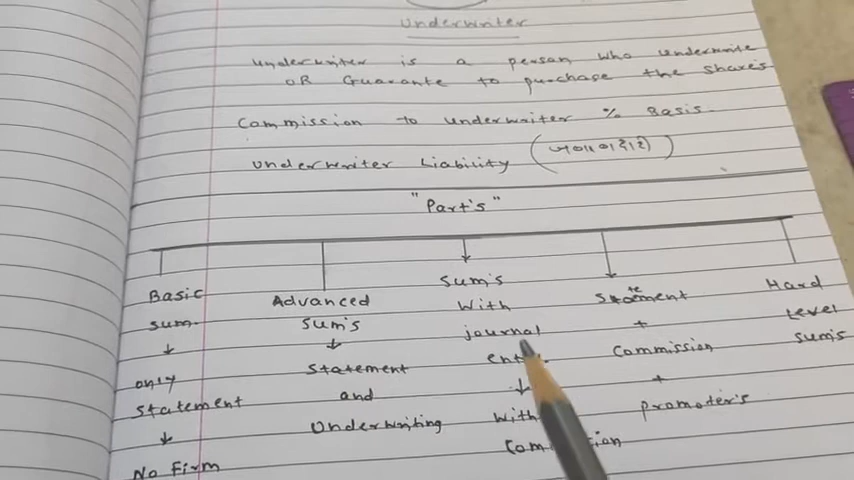 Underwriter
Underwriter is a person who underwrite
OR Guarante to purchase the shares
Commission to underwriter % Basis
Underwriter Liability
"Part's"
Basic
sum
only
statement
No Firm
Advanced
sum's
statement
and
Underwriting
sum's
with
journal
with
Statement
+
Commission
+
promoter's
Hard
Level
sum's